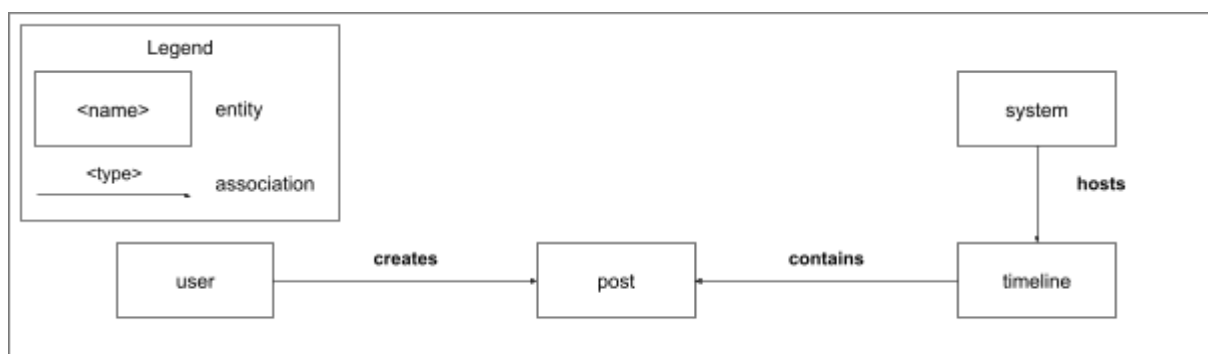 Legend
<name>
entity
<type>
association
system
hosts
user
creates
post
contains
timeline